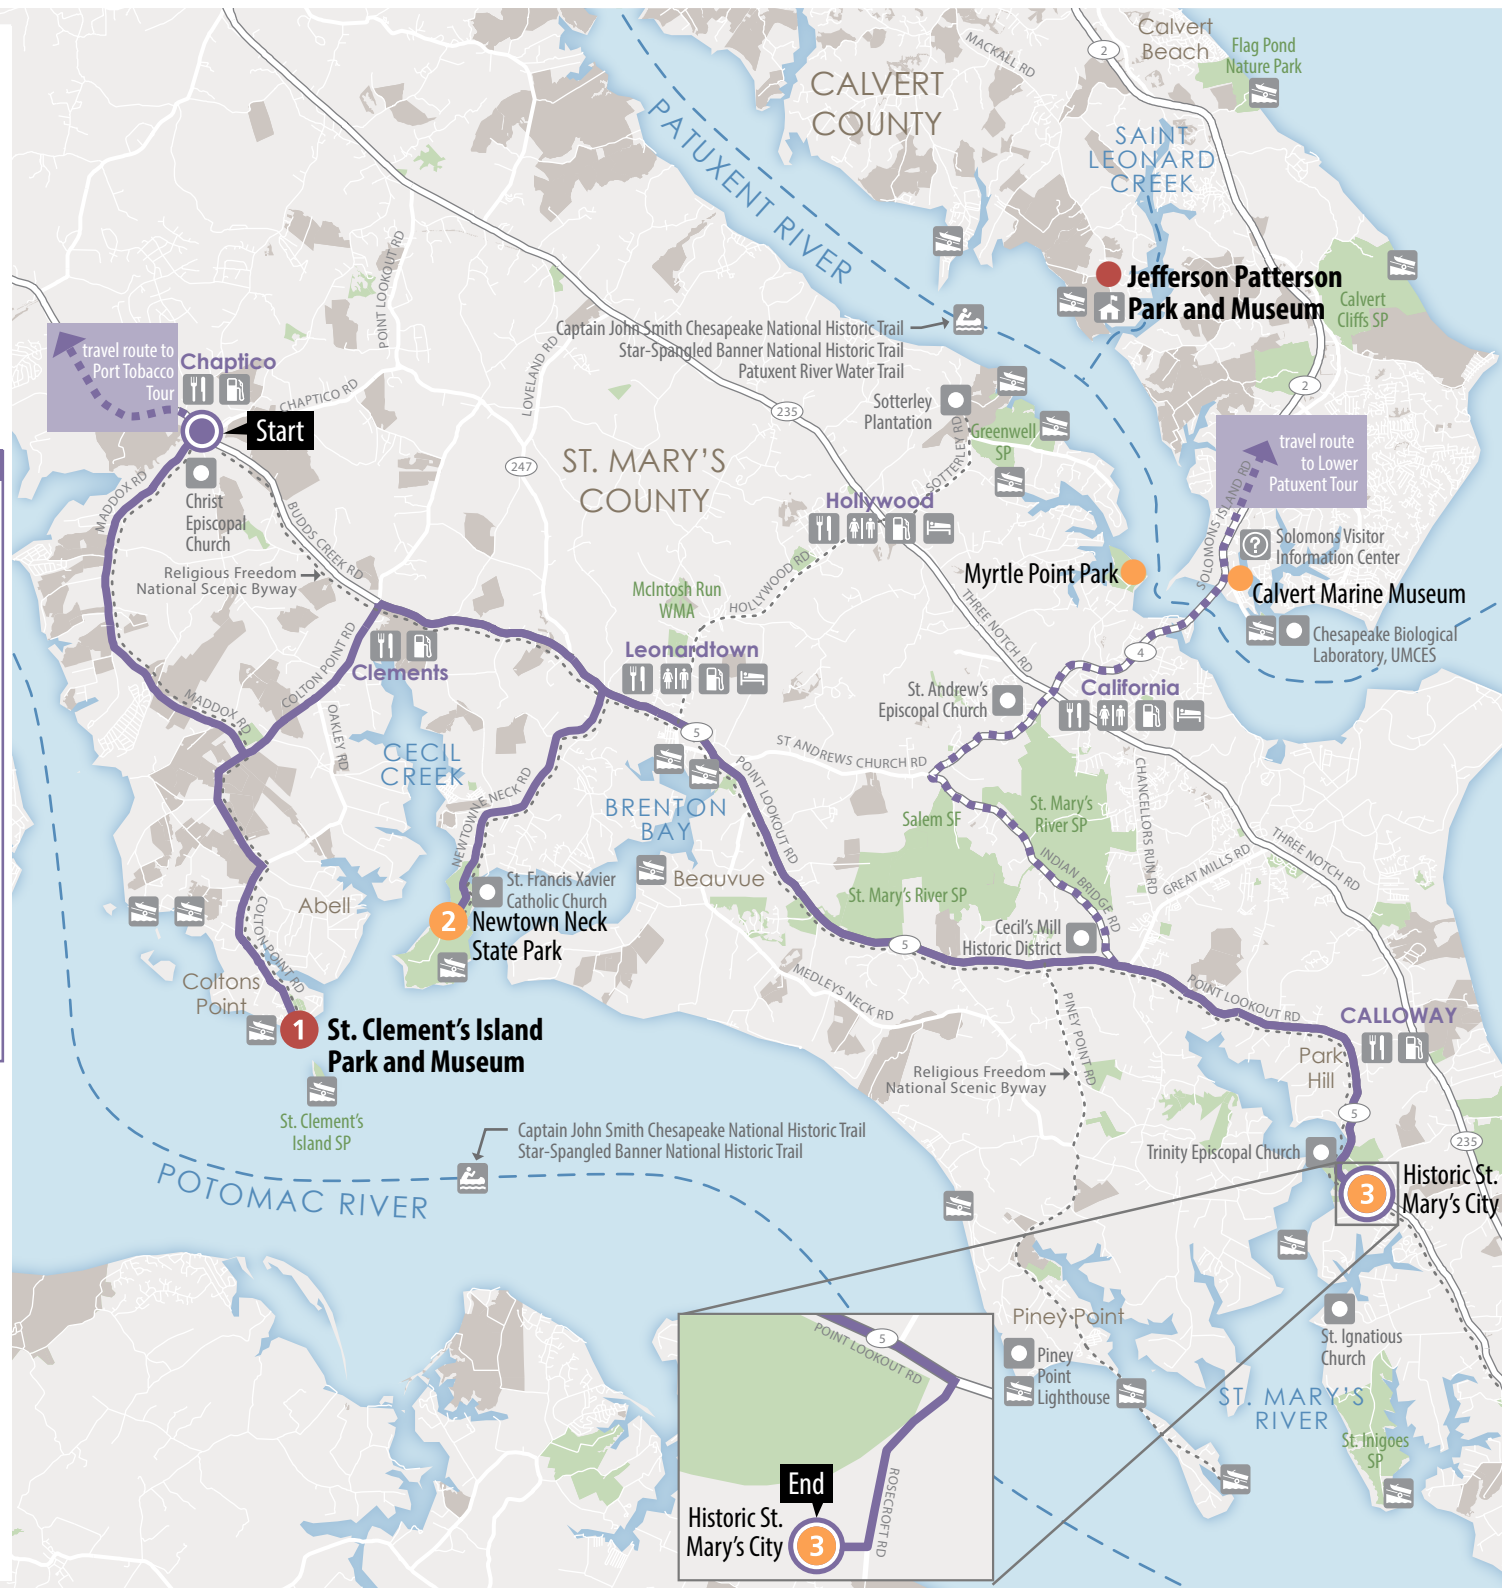 Calvert
Beach
Flag Pond
Nature Park
2
MACKALL RD
CALVERT
COUNTY
PATUXENT RIVER
SAINT
LEONARD
CREEK
Jefferson Patterson
Park and Museum
Calvert
Cliffs SP
POINT LOOKOUT RD
travel route to
Port Tobacco
Tour
Chaptico
CHAPTICO RD
Start
LOVELAND RD
Captain John Smith Chesapeake National Historic Trail
Star-Spangled Banner National Historic Trail
Patuxent River Water Trail
235
2
Sotterley
Plantation
Greenwell
SP
SOTTERLEY RD
travel route
to Lower
Patuxent Tour
SOLOMONS ISLAND RD
247
ST. MARY'S
COUNTY
Hollywood
MADDOX RD
Christ
Episcopal
Church
BUDDS CREEK RD
Religious Freedom
National Scenic Byway
Solomons Visitor
Information Center
?
Myrtle Point Park
Calvert Marine Museum
McIntosh Run
WMA
HOLLYWOOD RD
THREE NOTCH RD
Chesapeake Biological
Laboratory, UMCES
Clements
COLTON POINT RD
Leonardtown
4
St. Andrew's
Episcopal Church
California
MADDOX RD
OAKLEY RD
CECIL
CREEK
5
ST ANDREWS CHURCH RD
POINT LOOKOUT RD
CHANCELLORS RUN RD
NEWTOWNE NECK RD
BRENTON
BAY
Salem SF
St. Mary's
River SP
THREE NOTCH RD
GREAT MILLS RD
INDIAN BRIDGE RD
St. Francis Xavier
Catholic Church
Beauvue
St. Mary's River SP
Abell
2
Newtown Neck
State Park
COLTON POINT RD
5
Cecil's Mill
Historic District
Coltons
Point
MEDLEYS NECK RD
PINEY POINT RD
POINT LOOKOUT RD
CALLOWAY
1
St. Clement's Island
Park and Museum
Park
Hill
Religious Freedom
National Scenic Byway
St. Clement's
Island SP
5
235
Captain John Smith Chesapeake National Historic Trail
Star-Spangled Banner National Historic Trail
Trinity Episcopal Church
POTOMAC RIVER
3
Historic St.
Mary's City
Piney Point
POINT LOOKOUT RD
5
Piney
Point
Lighthouse
St. Ignatious
Church
ST. MARY'S
RIVER
St. Inigoes
SP
End
ROSECROFT RD
Historic St.
Mary's City
3